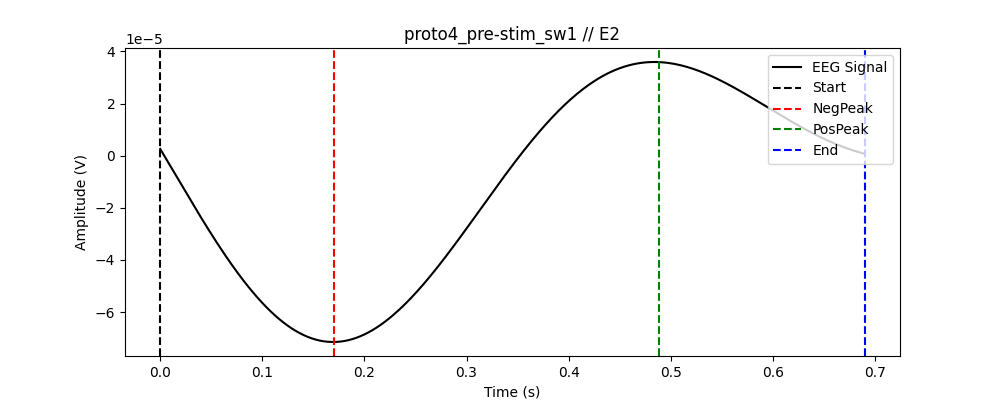 proto4_pre-stim_sw1 // E2
1e−5
4
2
0
−2
−4
−6
Amplitude (V)
0.0 0.1 0.2 0.3 0.4 0.5 0.6 0.7
Time (s)
EEG Signal
Start
NegPeak
PosPeak
End